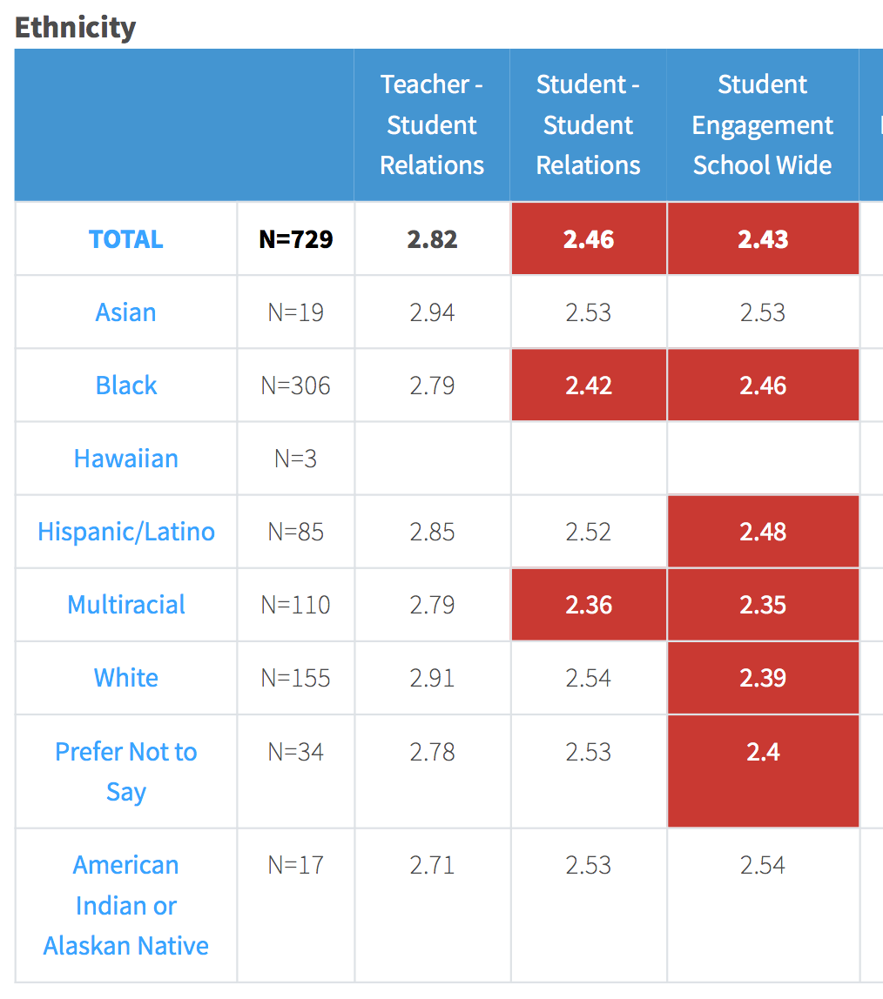 Ethnicity
Teacher - Student - Student
Student Student Engagement
Relations Relations School Wide
TOTAL N=729 2.82 2.46 2.43
Asian N=19 2.94 2.53 2.53
Black N=306 2.79 2.42 2.46
Hawaiian N=3
Hispanic/Latino N=85 2.85 2.52 2.48
Multiracial N=110 2.79 2.36 2.35
White N=155 2.91 2.54 2.39
Prefer Not to N=34 2.78 2.53 2.4
Say
American N=17 2.71 2.53 2.54
Indian or
Alaskan Native